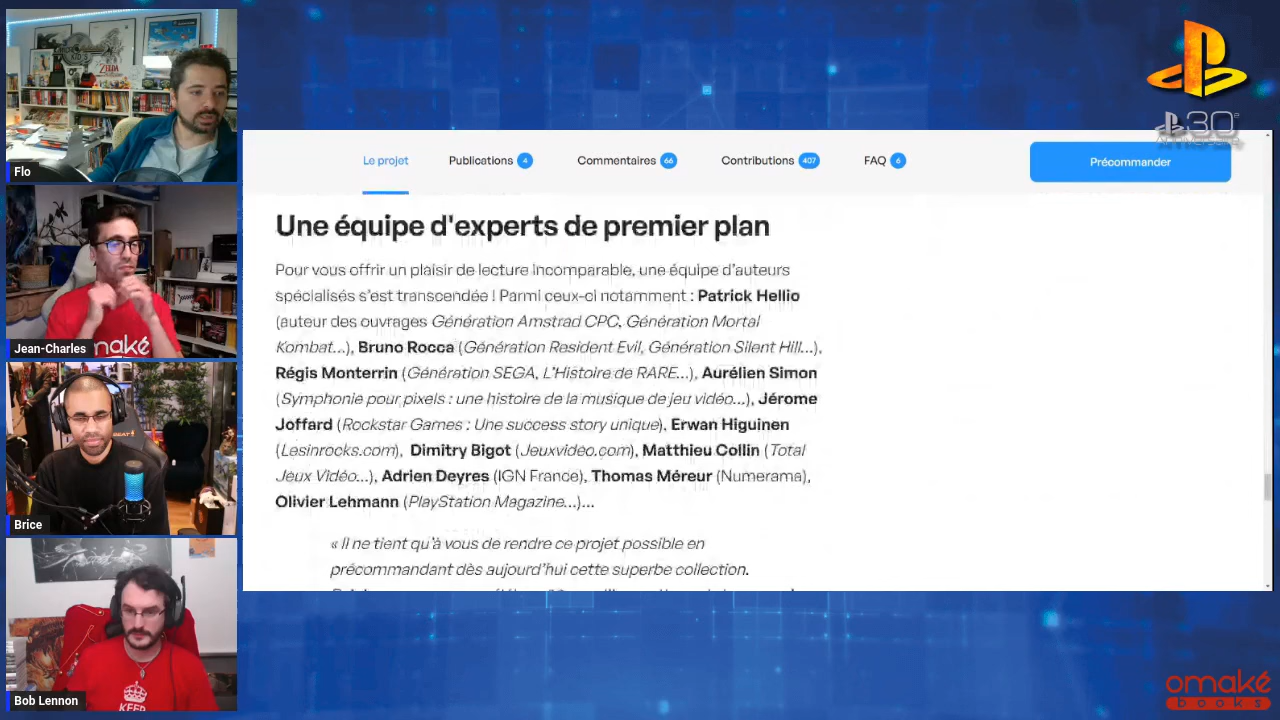 Flo
Jean-Charles
omaké
Brice
Bob Lennon
KEEP
Le projet
Publications 4
Commentaires 66
Contributions 407
FAQ 6
Précommander
Une équipe d'experts de premier plan
Pour vous offrir un plaisir de lecture incomparable, une équipe d'auteurs
spécialisés s'est transcendée ! Parmi ceux-ci notamment : Patrick Hellio
(auteur des ouvrages Génération Amstrad CPC, Génération Mortal
Kombat...), Bruno Rocca (Génération Resident Evil, Génération Silent Hill...),
Régis Monterrin (Génération SEGA, L'Histoire de RARE...), Aurélien Simon
(Symphonie pour pixels : une histoire de la musique de jeu vidéo...), Jérome
Joffard (Rockstar Games : Une success story unique), Erwan Higuinen
(Lesinrocks.com), Dimitry Bigot (Jeuxvideo.com), Matthieu Collin (Total
Jeux Vidéo...), Adrien Deyres (IGN France), Thomas Méreur (Numerama),
Olivier Lehmann (PlayStation Magazine...)...
« Il ne tient qu'à vous de rendre ce projet possible en
précommandant dès aujourd'hui cette superbe collection.
30e
ANNIVERSAIRE
omaké
books